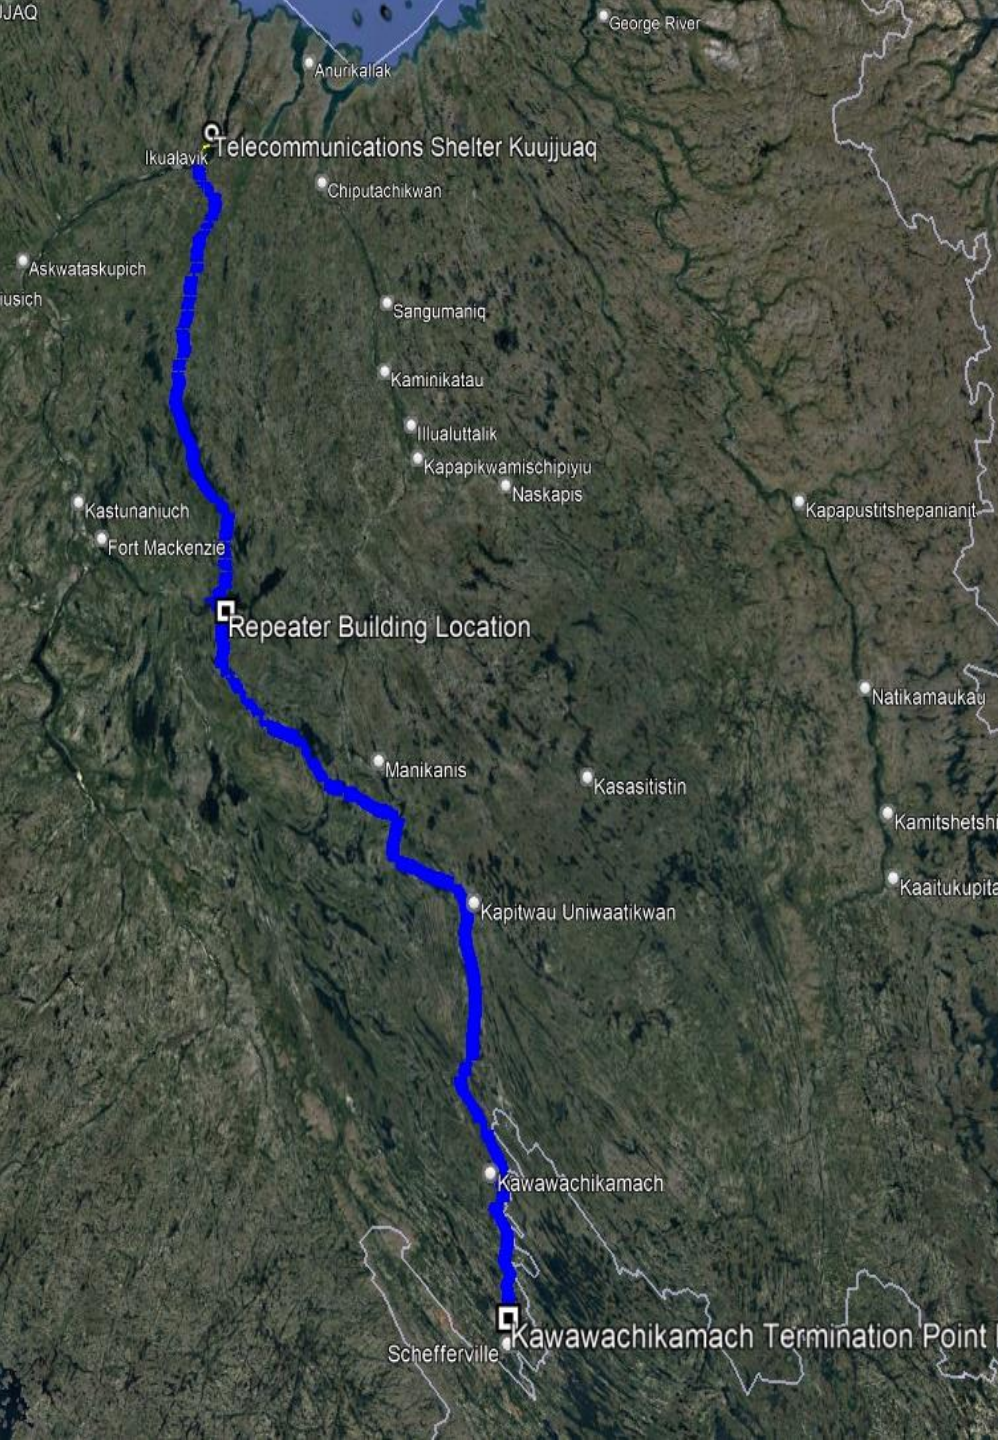 JJAQ
George River
Anurikallak
Telecommunications Shelter Kuujjuaq
Ikualavik
Chiputachikwan
Askwataskupich
iusich
Sangumaniq
Kaminikatau
Illualuttalik
Kapapikwamischipiyiu
Naskapis
Kastunaniuch
Kapapustitshepanianit
Fort Mackenzie
Repeater Building Location
Natikamaukau
Manikanis
Kasasitistin
Kamitshetshi
Kaaitukupita
Kapitwau Uniwaatikwan
Kawawachikamach
Kawawachikamach Termination Point
Schefferville